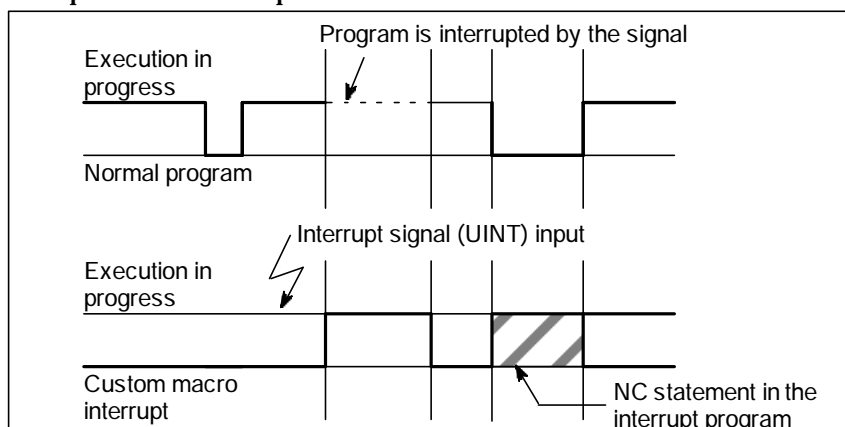 Program is interrupted by the signal
Execution in
progress
Normal program
Interrupt signal (UINT) input
Execution in
progress
Custom macro
interrupt
NC statement in the
interrupt program